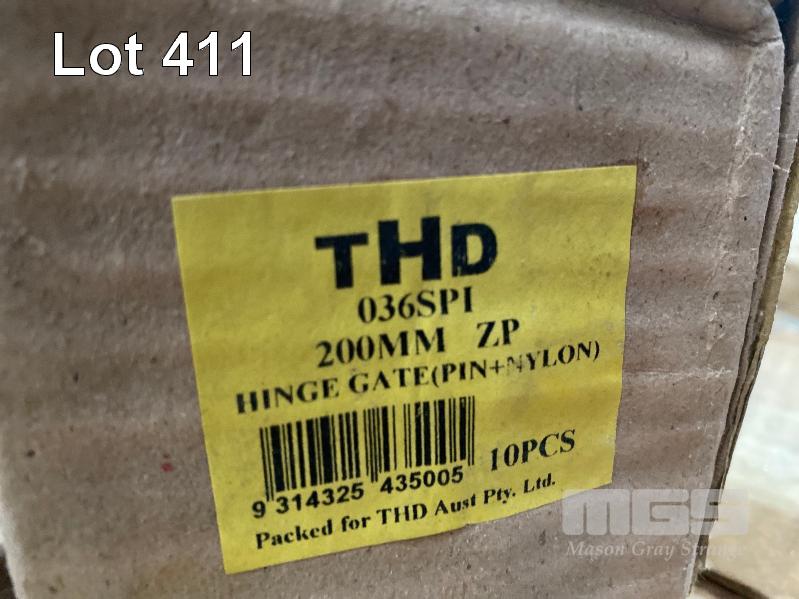 Lot 411
THD
036SPI
200MM ZP
HINGE GATE(PIN+NYLON)
10PCS
9 314325 435005
Packed for THD Aust Pty. Ltd.
MGS
Mason Gray Strange